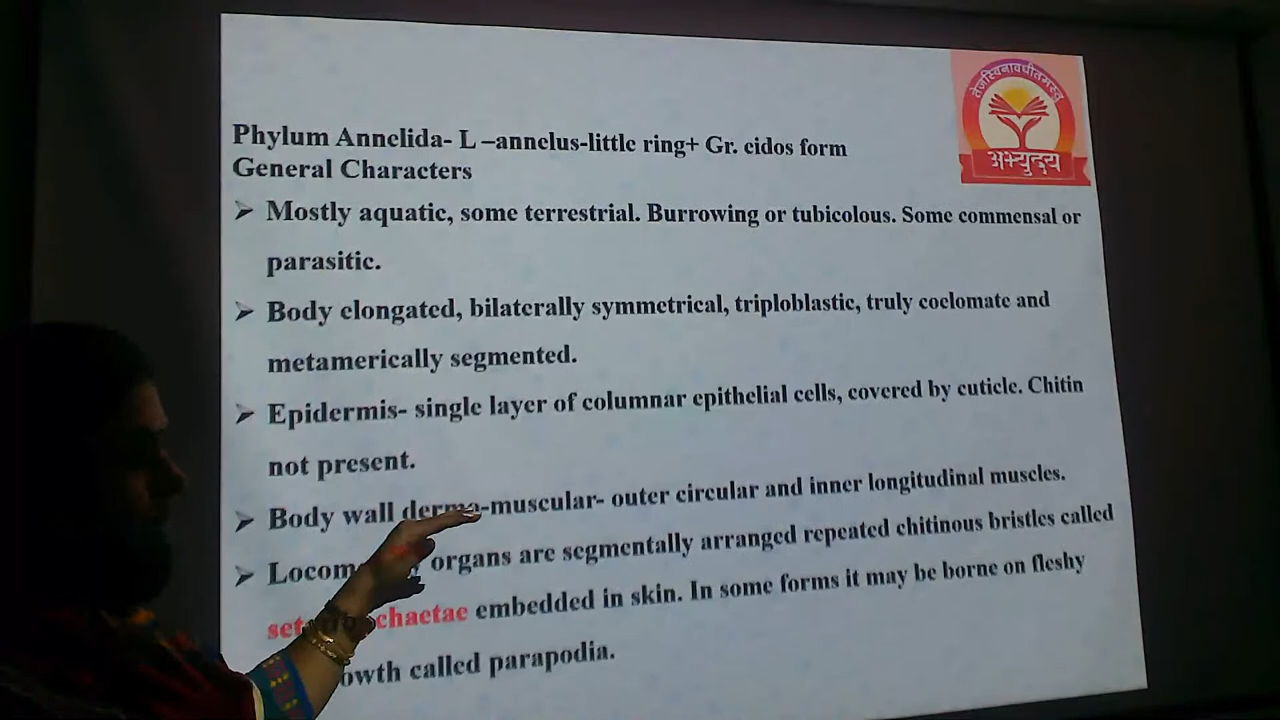 तेजस्विनावधीतमस्तु
अभ्युदय
Phylum Annelida- L –annelus-little ring+ Gr. eidos form
General Characters
➢ Mostly aquatic, some terrestrial. Burrowing or tubicolous. Some commensal or
parasitic.
➢ Body elongated, bilaterally symmetrical, triploblastic, truly coelomate and
metamerically segmented.
➢ Epidermis- single layer of columnar epithelial cells, covered by cuticle. Chitin
not present.
➢ Body wall dermo-muscular- outer circular and inner longitudinal muscles.
➢ organs are segmentally arranged repeated chitinous bristles called
chaetae embedded in skin. In some forms it may be borne on fleshy
called parapodia.